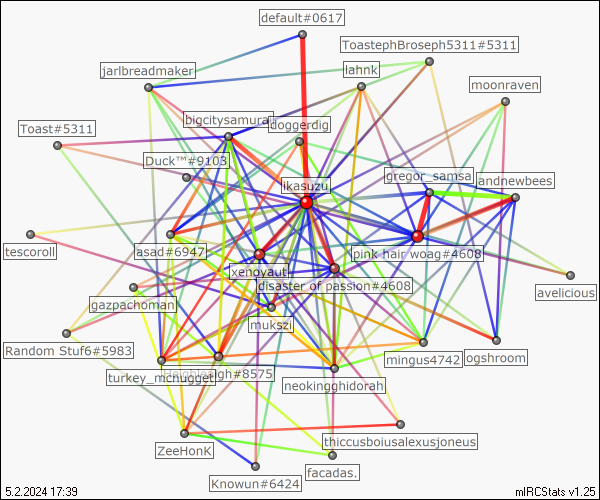 default#0617
ToastephBroseph5311#5311
jarlbreadmaker
lahnk
moonraven
bigcitysamurai
doggerdig
Toast#5311
Duck™#9103
gregor_samsa
andrewbees
ikasuzu
tescoroll
asad#6947
pink hair woag#4608
xenoyaut
disaster of passion#4608
avelicious
gazpachoman
mukszi
Random Stuf6#5983
mingus4742
ogshroom
turkey_mcnugget
#8575
neokingghidorah
ZeeHonK
thiccusboiusalexusjoneus
Knowun#6424
facadas.
5.2.2024 17:39
mIRCStats v1.25